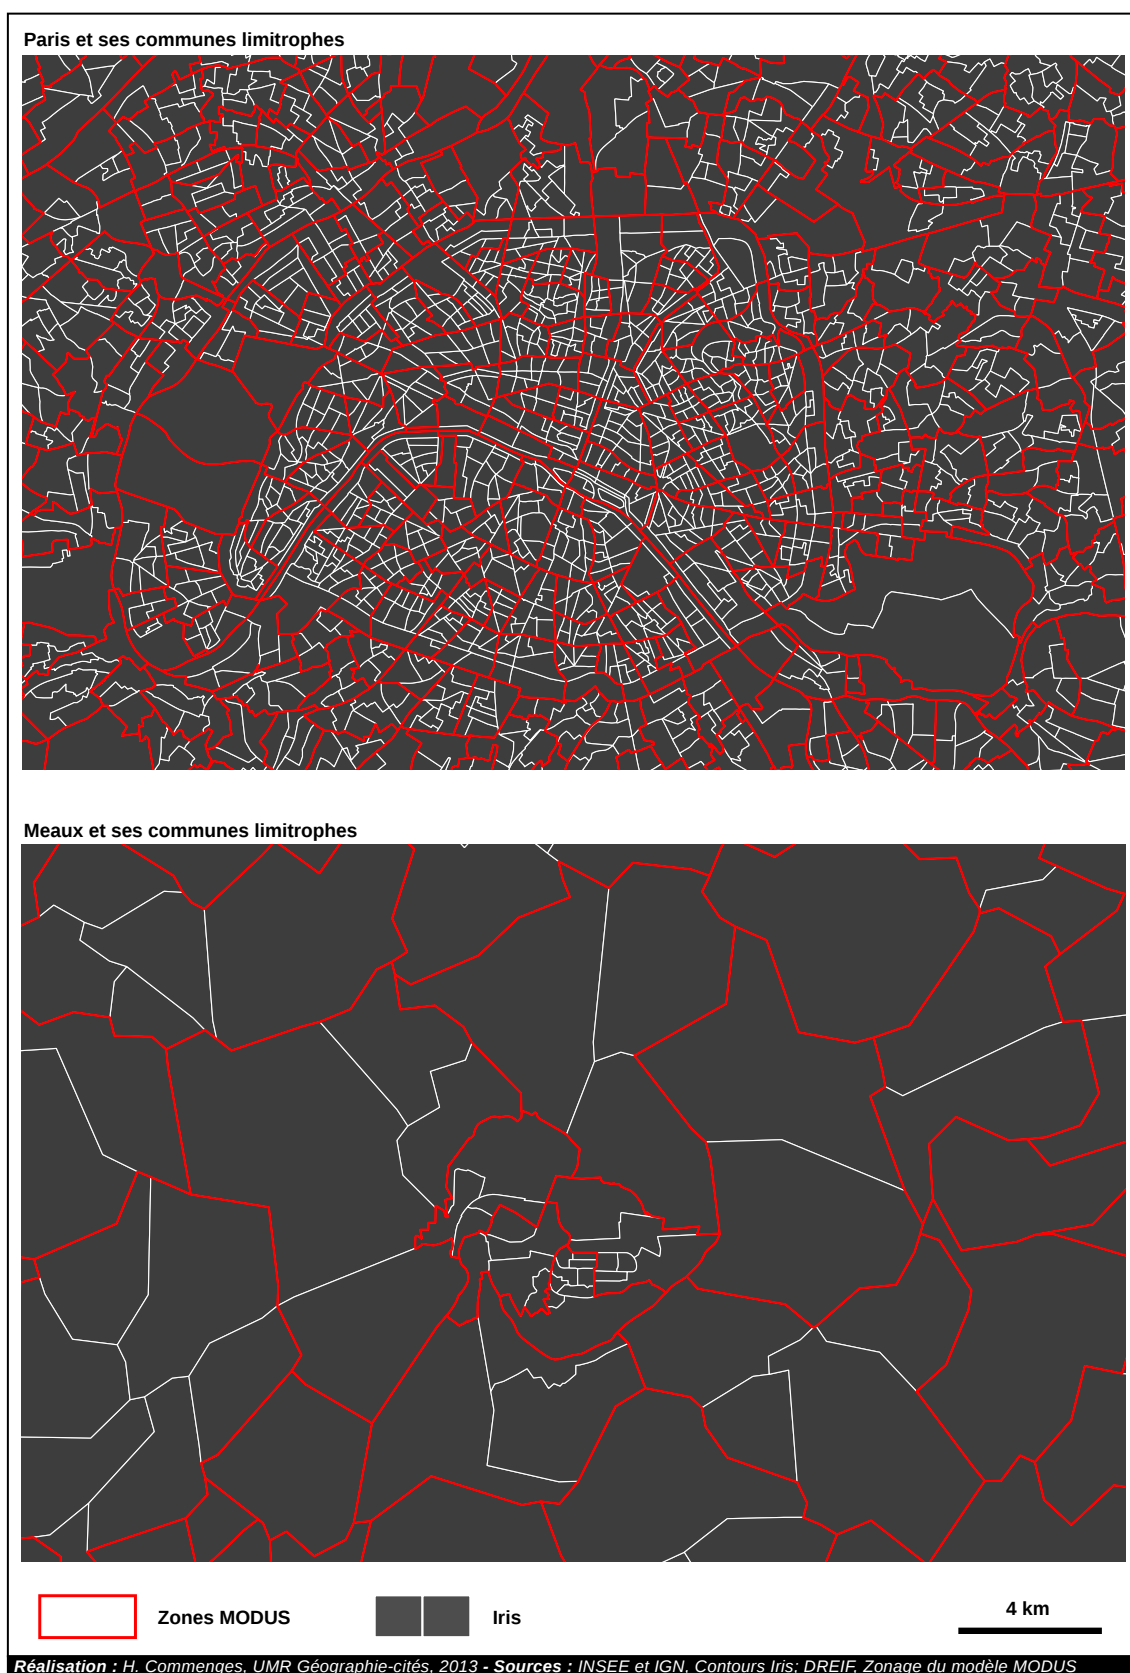 Paris et ses communes limitrophes
Meaux et ses communes limitrophes
Zones MODUS
Iris
4 km
Réalisation : H. Commenges, UMR Géographie-cités, 2013 - Sources : INSEE et IGN, Contours Iris; DREIF, Zonage du modèle MODUS